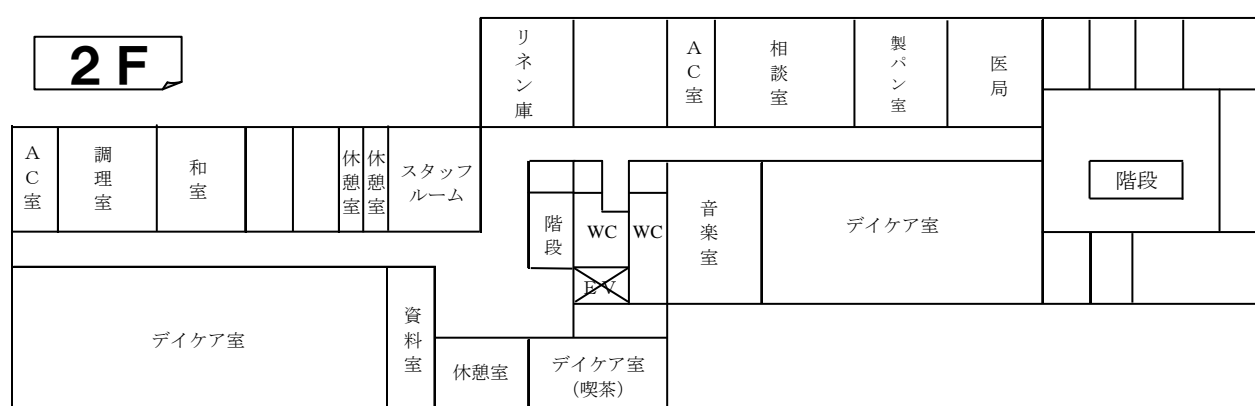 2F
リネン庫
AC室
相談室
製パン室
医局
AC室
調理室
和室
休憩室
休憩室
スタッフ
ルーム
階段
WC
WC
音楽室
デイケア室
階段
EV
デイケア室
資料室
休憩室
デイケア室
(喫茶)